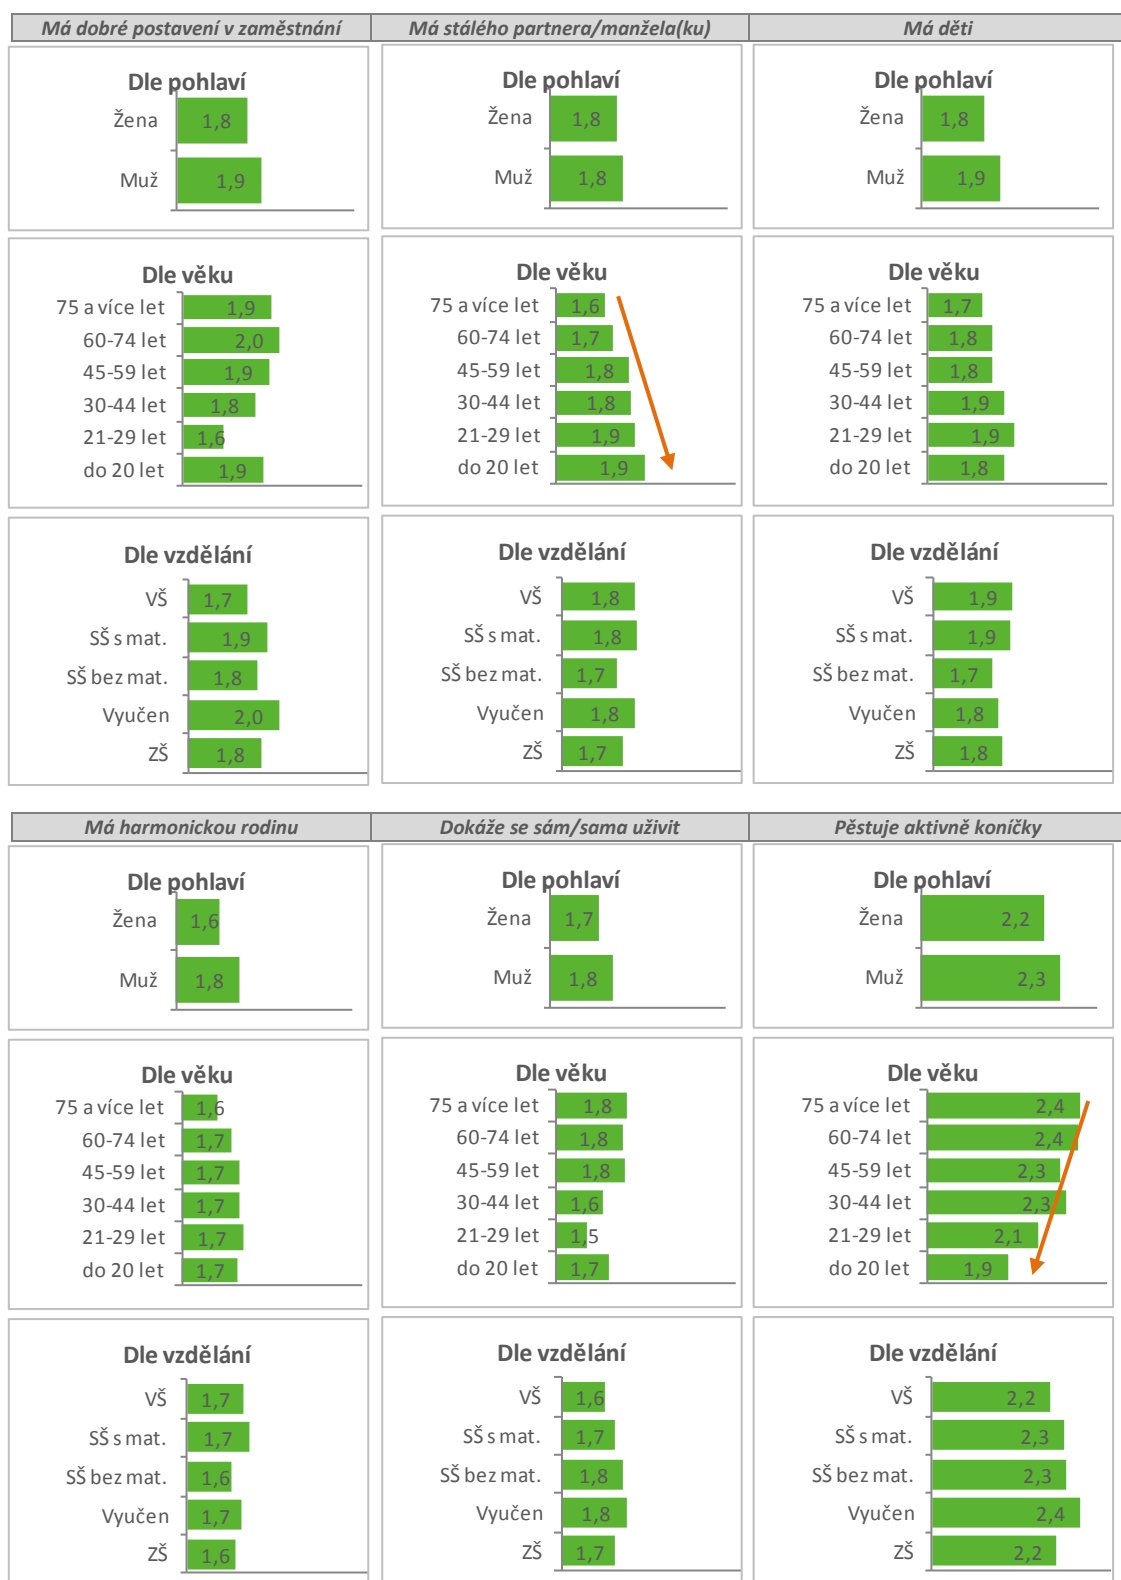 Má dobré postavení v zaměstnání
Má stálého partnera/manžela(ku)
Má děti
Dle pohlaví
Žena 1,8
Muž 1,9
Dle pohlaví
Žena 1,8
Muž 1,8
Dle pohlaví
Žena 1,8
Muž 1,9
Dle věku
75 a více let 1,9
60-74 let 2,0
45-59 let 1,9
30-44 let 1,8
21-29 let 1,6
do 20 let 1,9
Dle věku
75 a více let 1,6
60-74 let 1,7
45-59 let 1,8
30-44 let 1,8
21-29 let 1,9
do 20 let 1,9
Dle věku
75 a více let 1,7
60-74 let 1,8
45-59 let 1,8
30-44 let 1,9
21-29 let 1,9
do 20 let 1,8
Dle vzdělání
VŠ 1,7
SŠ s mat. 1,9
SŠ bez mat. 1,8
Vyučen 2,0
ZŠ 1,8
Dle vzdělání
VŠ 1,8
SŠ s mat. 1,8
SŠ bez mat. 1,7
Vyučen 1,8
ZŠ 1,7
Dle vzdělání
VŠ 1,9
SŠ s mat. 1,9
SŠ bez mat. 1,7
Vyučen 1,8
ZŠ 1,8
Má harmonickou rodinu
Dokáže se sám/sama uživit
Pěstuje aktivně koníčky
Dle pohlaví
Žena 1,6
Muž 1,8
Dle pohlaví
Žena 1,7
Muž 1,8
Dle pohlaví
Žena 2,2
Muž 2,3
Dle věku
75 a více let 1,6
60-74 let 1,7
45-59 let 1,7
30-44 let 1,7
21-29 let 1,7
do 20 let 1,7
Dle věku
75 a více let 1,8
60-74 let 1,8
45-59 let 1,8
30-44 let 1,6
21-29 let 1,5
do 20 let 1,7
Dle věku
75 a více let 2,4
60-74 let 2,4
45-59 let 2,3
30-44 let 2,3
21-29 let 2,1
do 20 let 1,9
Dle vzdělání
VŠ 1,7
SŠ s mat. 1,7
SŠ bez mat. 1,6
Vyučen 1,7
ZŠ 1,6
Dle vzdělání
VŠ 1,6
SŠ s mat. 1,7
SŠ bez mat. 1,8
Vyučen 1,8
ZŠ 1,7
Dle vzdělání
VŠ 2,2
SŠ s mat. 2,3
SŠ bez mat. 2,3
Vyučen 2,4
ZŠ 2,2